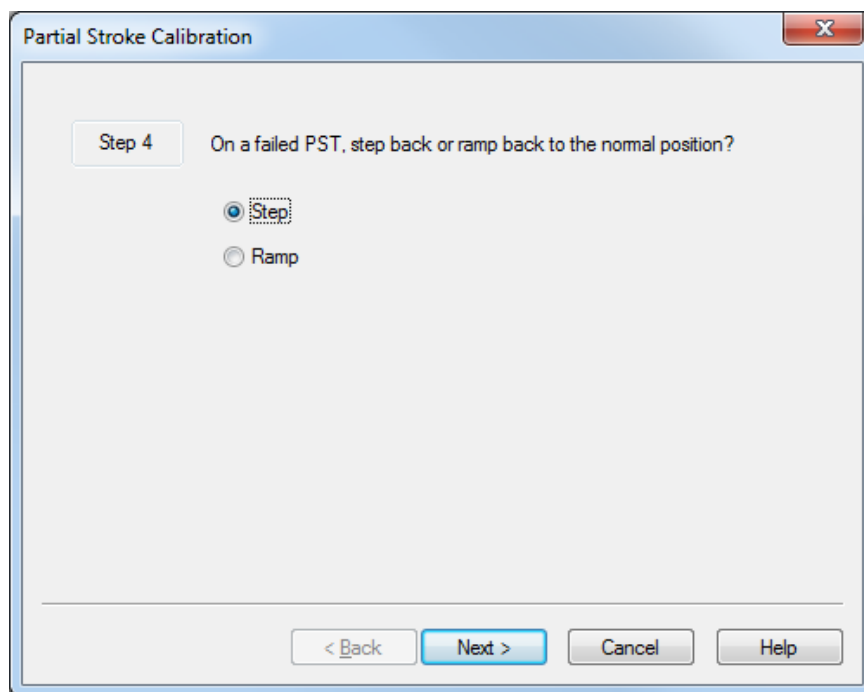 Partial Stroke Calibration
Step 4
On a failed PST, step back or ramp back to the normal position?
Step
Ramp
< Back
Next >
Cancel
Help